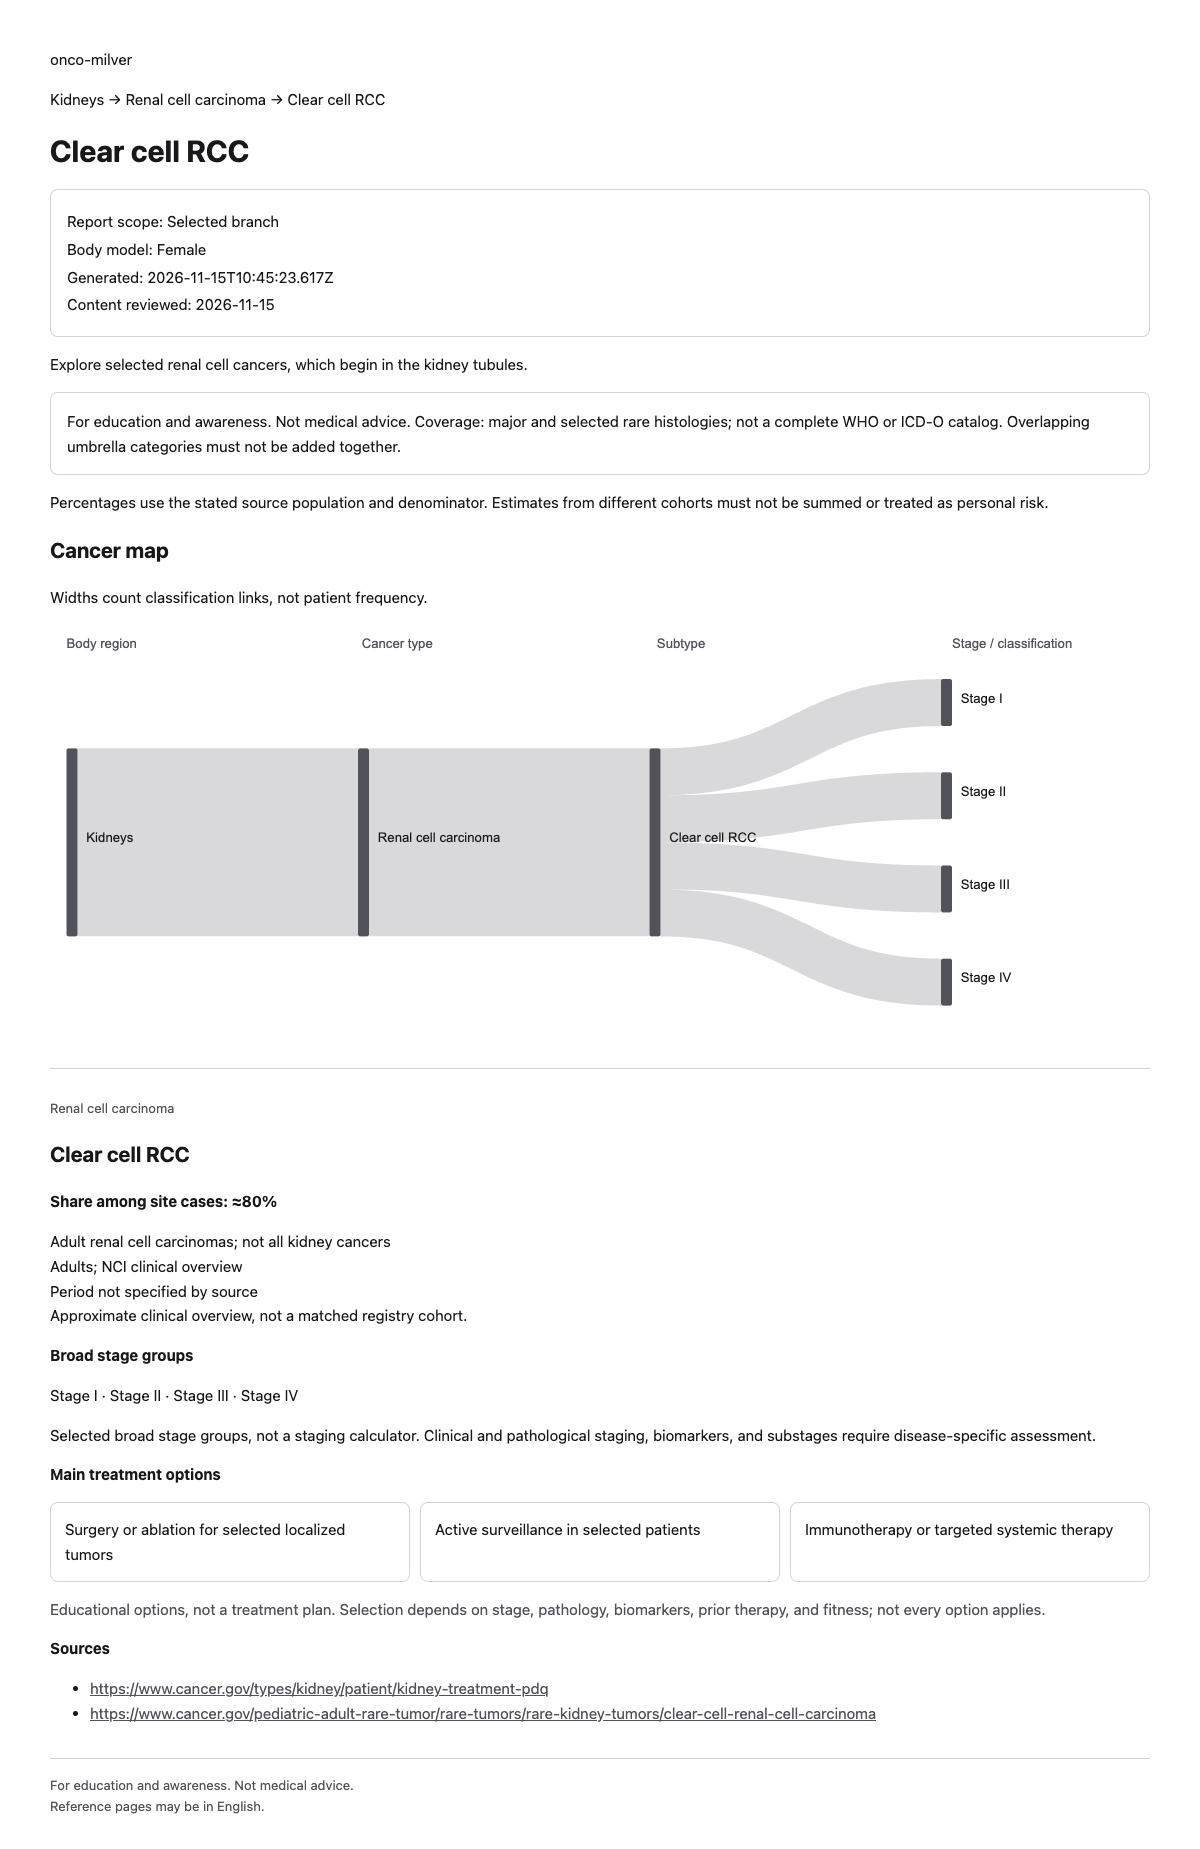 onco-milver
Kidneys → Renal cell carcinoma → Clear cell RCC
Clear cell RCC
Report scope: Selected branch
Body model: Female
Generated: 2026-11-15T10:45:23.617Z
Content reviewed: 2026-11-15
Explore selected renal cell cancers, which begin in the kidney tubules.
For education and awareness. Not medical advice. Coverage: major and selected rare histologies; not a complete WHO or ICD-O catalog. Overlapping
umbrella categories must not be added together.
Percentages use the stated source population and denominator. Estimates from different cohorts must not be summed or treated as personal risk.
Cancer map
Widths count classification links, not patient frequency.
Body region
Cancer type
Subtype
Stage / classification
Kidneys
Renal cell carcinoma
Clear cell RCC
Stage I
Stage II
Stage III
Stage IV
Renal cell carcinoma
Clear cell RCC
Share among site cases: ≈80%
Adult renal cell carcinomas; not all kidney cancers
Adults; NCI clinical overview
Period not specified by source
Approximate clinical overview, not a matched registry cohort.
Broad stage groups
Stage I · Stage II · Stage III · Stage IV
Selected broad stage groups, not a staging calculator. Clinical and pathological staging, biomarkers, and substages require disease-specific assessment.
Main treatment options
Surgery or ablation for selected localized
tumors
Active surveillance in selected patients
Immunotherapy or targeted systemic therapy
Educational options, not a treatment plan. Selection depends on stage, pathology, biomarkers, prior therapy, and fitness; not every option applies.
Sources
• https://www.cancer.gov/types/kidney/patient/kidney-treatment-pdq
• https://www.cancer.gov/pediatric-adult-rare-tumor/rare-tumors/rare-kidney-tumors/clear-cell-renal-cell-carcinoma
For education and awareness. Not medical advice.
Reference pages may be in English.